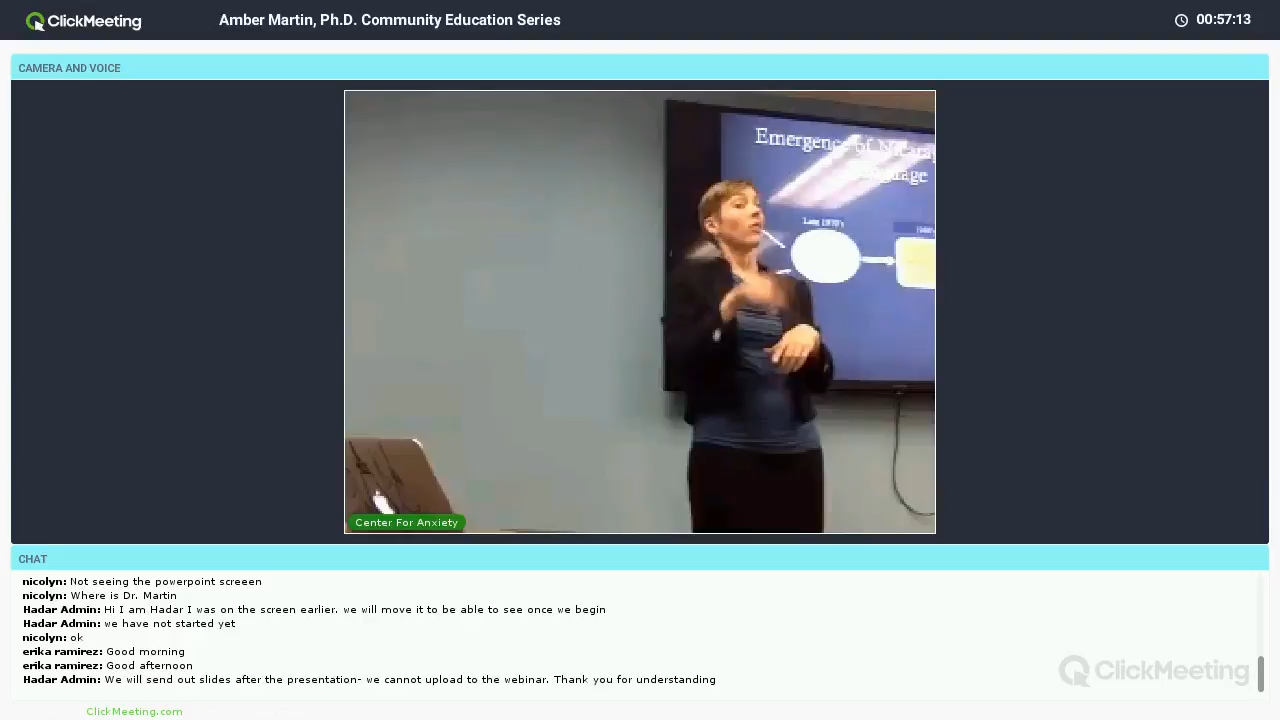 ClickMeeting
Amber Martin, Ph.D. Community Education Series
00:57:13
CAMERA AND VOICE
Emergence of
Late 1970's
Center For Anxiety
CHAT
nicolyn: Not seeing the powerpoint screeen
nicolyn: Where is Dr. Martin
Hadar Admin: Hi I am Hadar I was on the screen earlier. we will move it to be able to see once we begin
Hadar Admin: we have not started yet
nicolyn: ok
erika ramirez: Good morning
erika ramirez: Good afternoon
Hadar Admin: We will send out slides after the presentation- we cannot upload to the webinar. Thank you for understanding
ClickMeeting
ClickMeeting.com